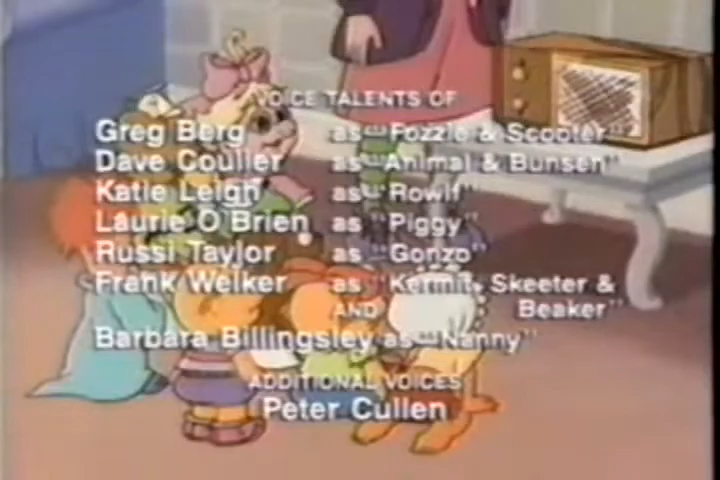 VOICE TALENTS OF
Greg Berg as "Fozzie & Scooter"
Dave Coulier as "Animal & Bunsen"
Katie Leigh as "Rowlf"
Laurie O'Brien as "Piggy"
Russi Taylor as "Gonzo"
Frank Welker as "Kermit, Skeeter &
AND Beaker"
Barbara Billingsley as "Nanny"
ADDITIONAL VOICES
Peter Cullen